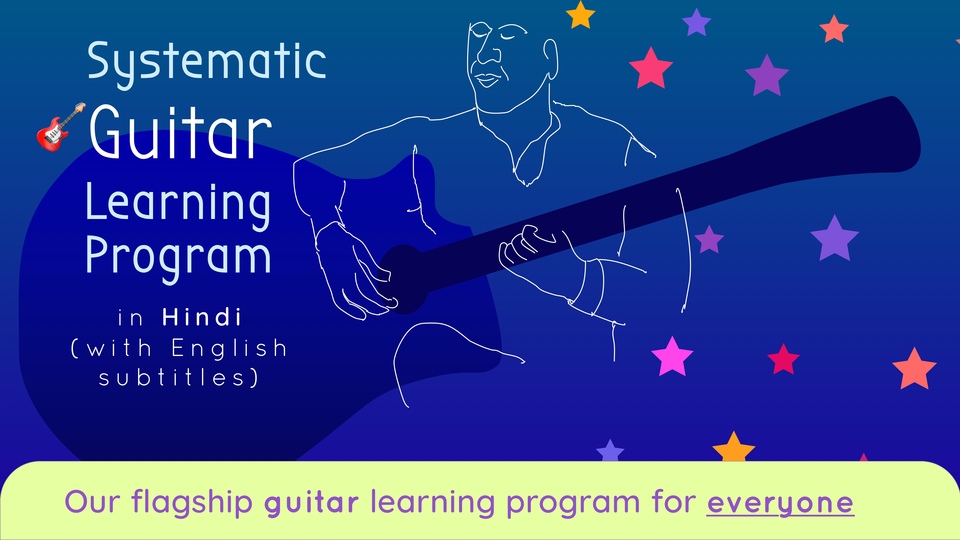 Systematic
Guitar
Learning
Program
in Hindi
(with English
subtitles)
Our flagship guitar learning program for everyone